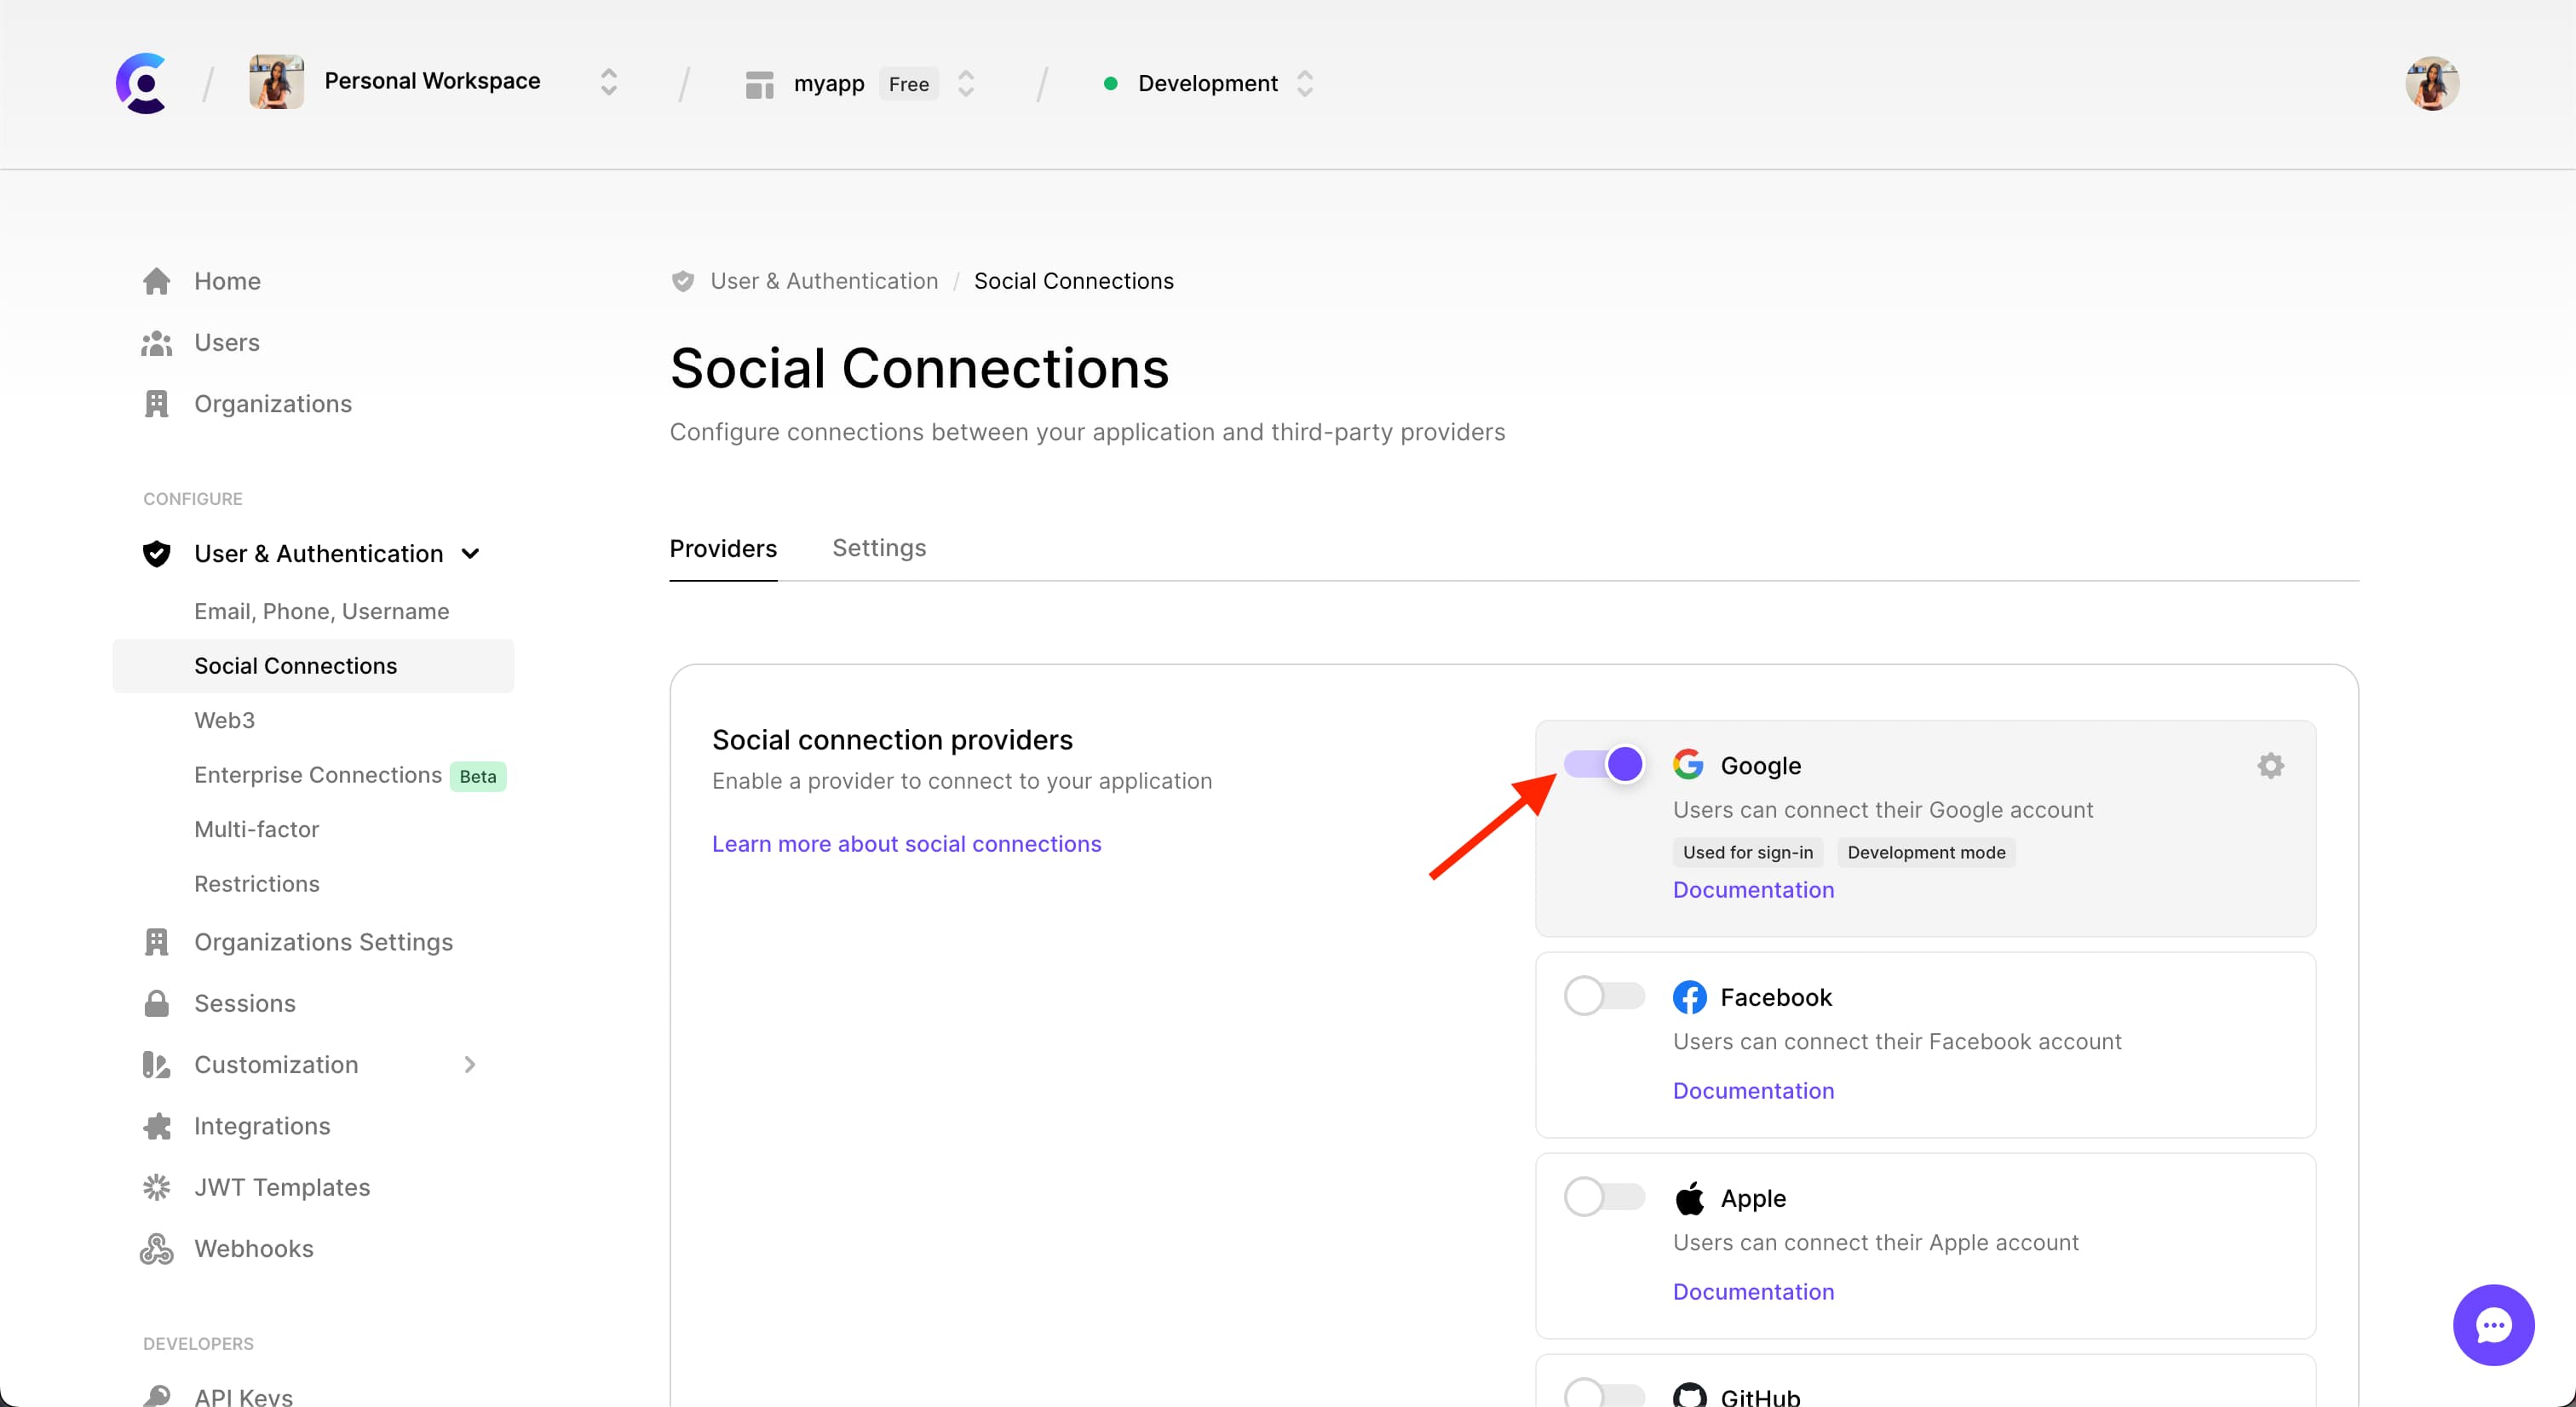 Personal Workspace
myapp Free
Development
Home
Users
Organizations
CONFIGURE
User & Authentication
Email, Phone, Username
Social Connections
Web3
Enterprise Connections Beta
Multi-factor
Restrictions
Organizations Settings
Sessions
Customization
Integrations
JWT Templates
Webhooks
DEVELOPERS
API Keys
User & Authentication / Social Connections
Social Connections
Configure connections between your application and third-party providers
Providers Settings
Social connection providers
Enable a provider to connect to your application
Learn more about social connections
Google
Users can connect their Google account
Used for sign-in Development mode
Documentation
Facebook
Users can connect their Facebook account
Documentation
Apple
Users can connect their Apple account
Documentation
GitHub